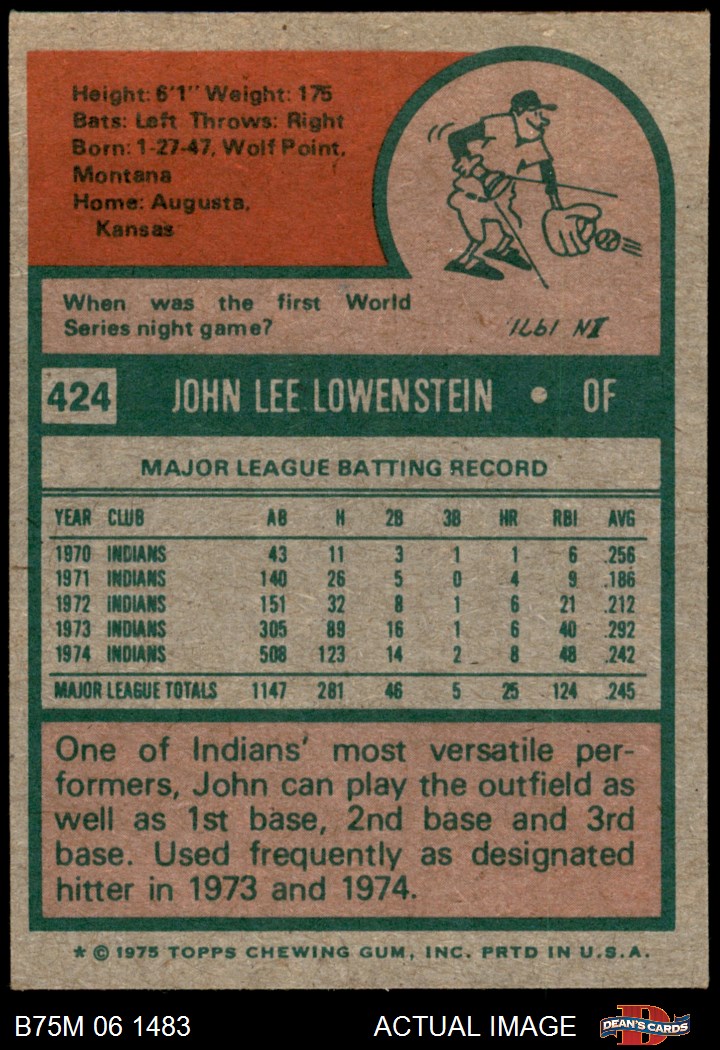 Height: 6'1" Weight: 175
Bats: Left Throws: Right
Born: 1-27-47, Wolf Point,
Montana
Home: Augusta,
Kansas
When was the first World
Series night game?
IN 1971.
424 JOHN LEE LOWENSTEIN • OF
MAJOR LEAGUE BATTING RECORD
YEAR CLUB AB H 2B 3B HR RBI AVG
1970 INDIANS 43 11 3 1 1 6 .256
1971 INDIANS 140 26 5 0 4 9 .186
1972 INDIANS 151 32 8 1 6 21 .212
1973 INDIANS 305 89 16 1 6 40 .292
1974 INDIANS 508 123 14 2 8 48 .242
MAJOR LEAGUE TOTALS 1147 281 46 5 25 124 .245
One of Indians' most versatile per-
formers, John can play the outfield as
well as 1st base, 2nd base and 3rd
base. Used frequently as designated
hitter in 1973 and 1974.
* © 1975 TOPPS CHEWING GUM, INC. PRTD IN U.S.A.
B75M 06 1483 ACTUAL IMAGE DEAN'S CARDS